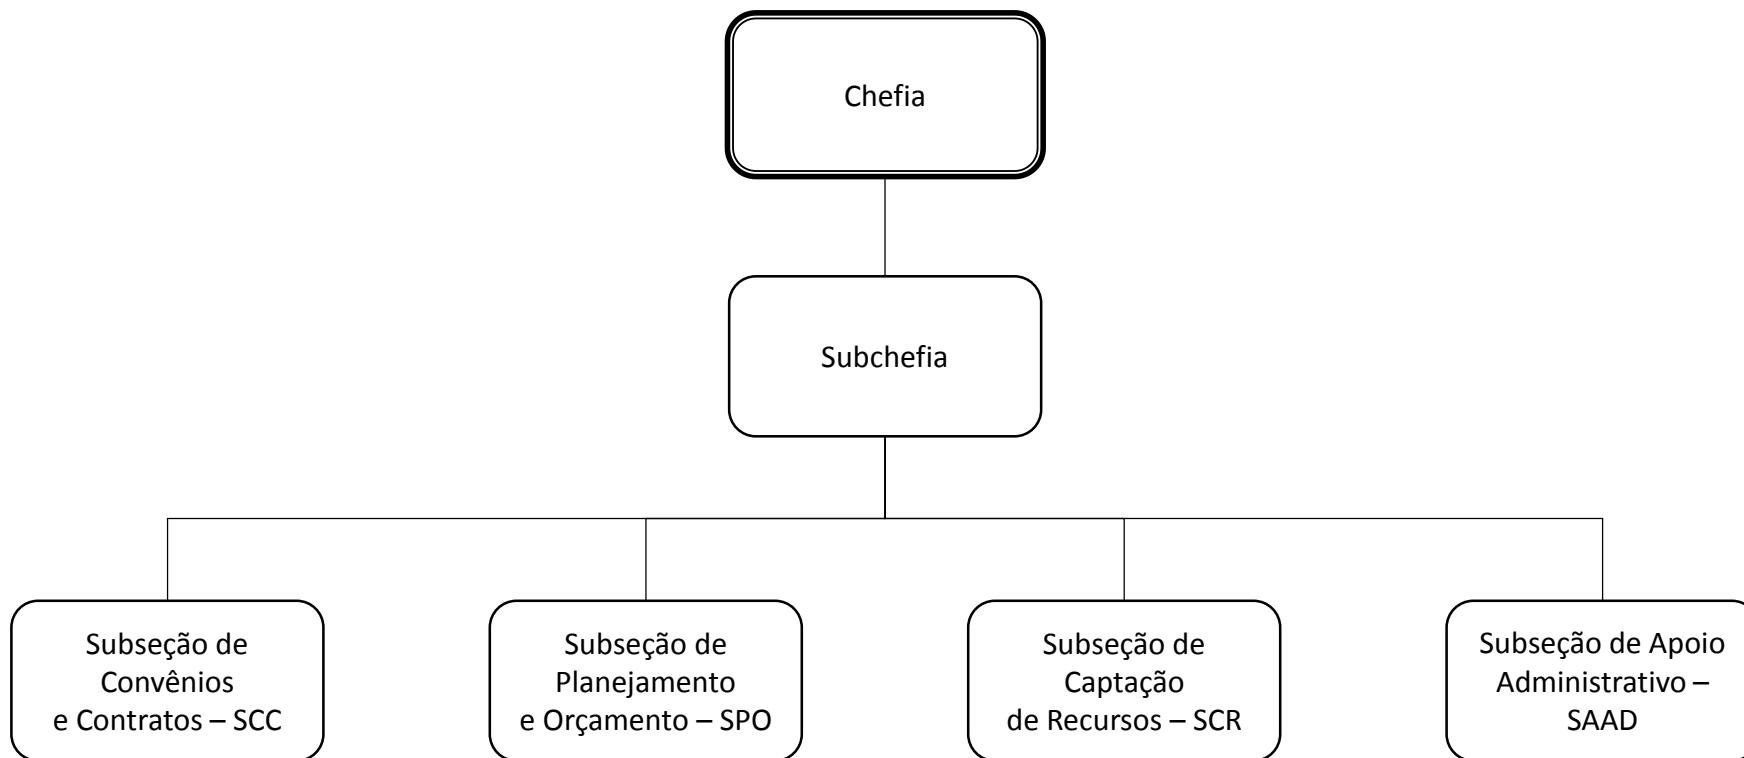 Chefia
Subchefia
Subseção de
Convênios
e Contratos – SCC
Subseção de
Planejamento
e Orçamento – SPO
Subseção de
Captação
de Recursos – SCR
Subseção de Apoio
Administrativo –
SAAD